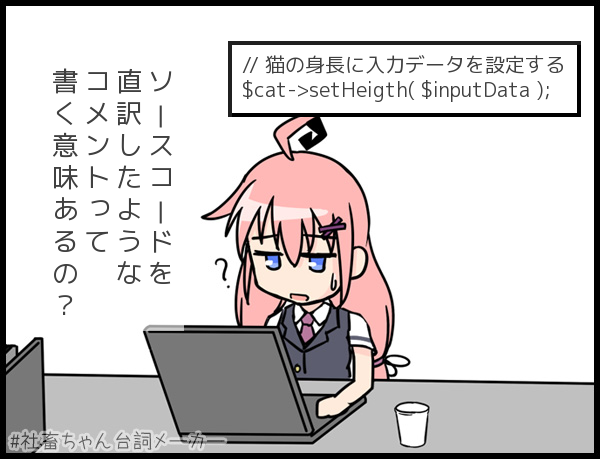 // 猫の身長に入力データを設定する
$cat->setHeigth( $inputData );
ソースコードを
直訳したような
コメントって
書く意味あるの？
?
#社畜ちゃん台詞メーカー